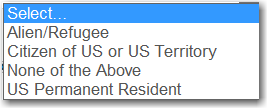 Select...
Alien/Refugee
Citizen of US or US Territory
None of the Above
US Permanent Resident